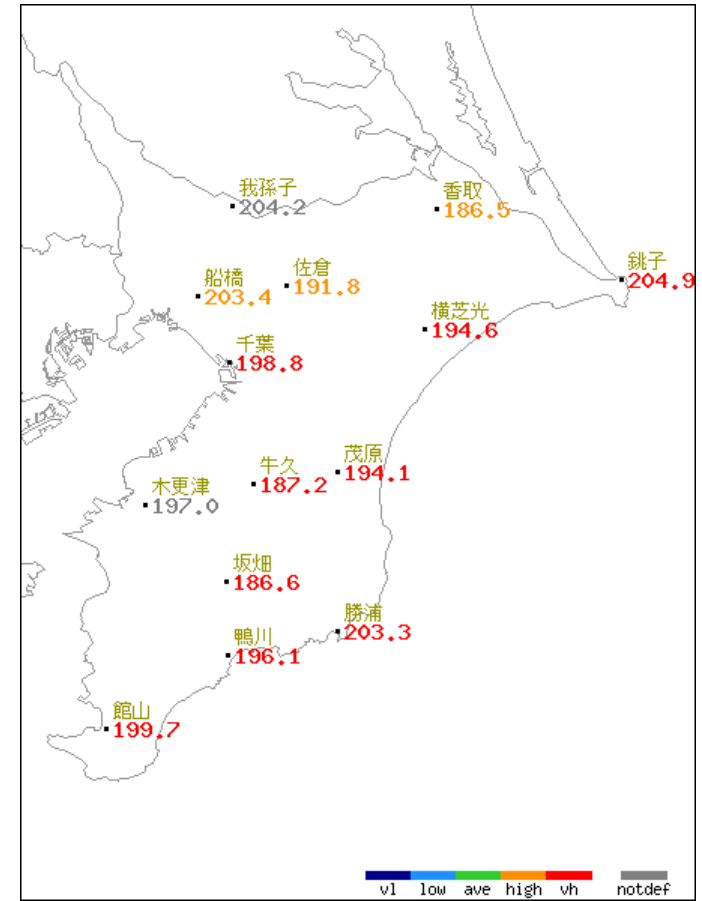 我孫子
204.2
香取
186.5
銚子
204.9
船橋
203.4
佐倉
191.8
横芝光
194.6
千葉
198.8
茂原
194.1
牛久
187.2
木更津
197.0
坂畑
186.6
勝浦
203.3
鴨川
196.1
館山
199.7
vl low ave high vh notdef